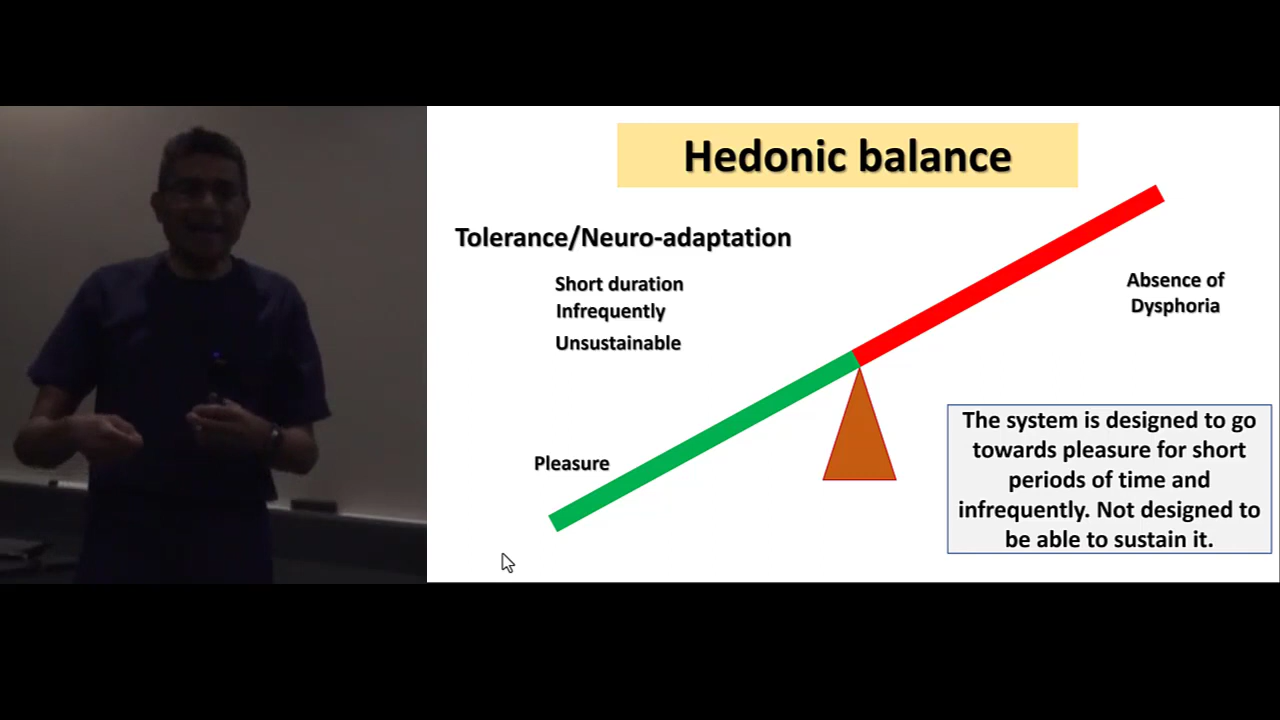 Hedonic balance
Tolerance/Neuro-adaptation
Short duration
Infrequently
Unsustainable
Absence of
Dysphoria
Pleasure
The system is designed to go
towards pleasure for short
periods of time and
infrequently. Not designed to
be able to sustain it.